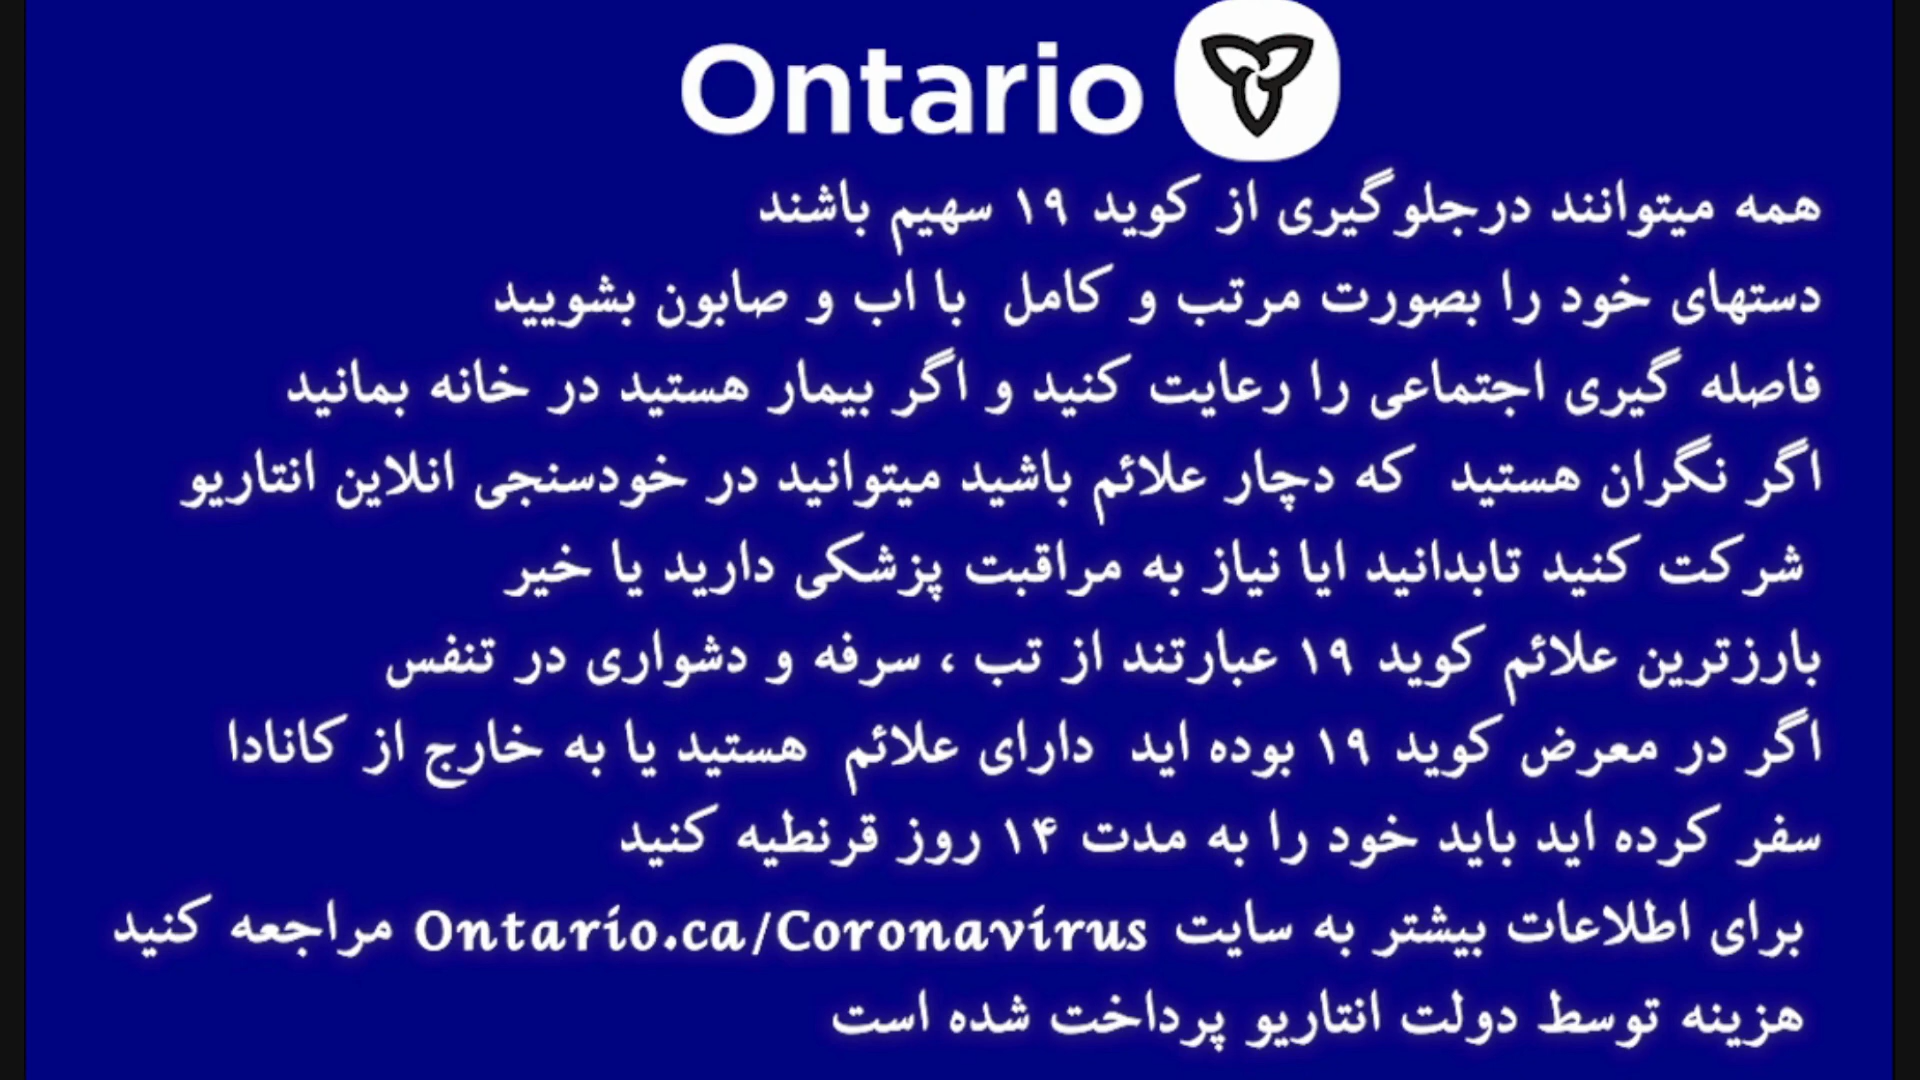 Ontario
همه میتوانند درجلوگیری از کوید ۱۹ سهیم باشند
دستهای خود را بصورت مرتب و کامل با اب و صابون بشویید
فاصله گیری اجتماعی را رعایت کنید و اگر بیمار هستید در خانه بمانید
اگر نگران هستید که دچار علائم باشید میتوانید در خودسنجی انلاین انتاریو
شرکت کنید تابدانید ایا نیاز به مراقبت پزشکی دارید یا خیر
بارزترین علائم کوید ۱۹ عبارتند از تب ، سرفه و دشواری در تنفس
اگر در معرض کوید ۱۹ بوده اید دارای علائم هستید یا به خارج از کانادا
سفر کرده اید باید خود را به مدت ۱۴ روز قرنطیه کنید
برای اطلاعات بیشتر به سایت Ontario.ca/Coronavirus مراجعه کنید
هزینه توسط دولت انتاریو پرداخت شده است